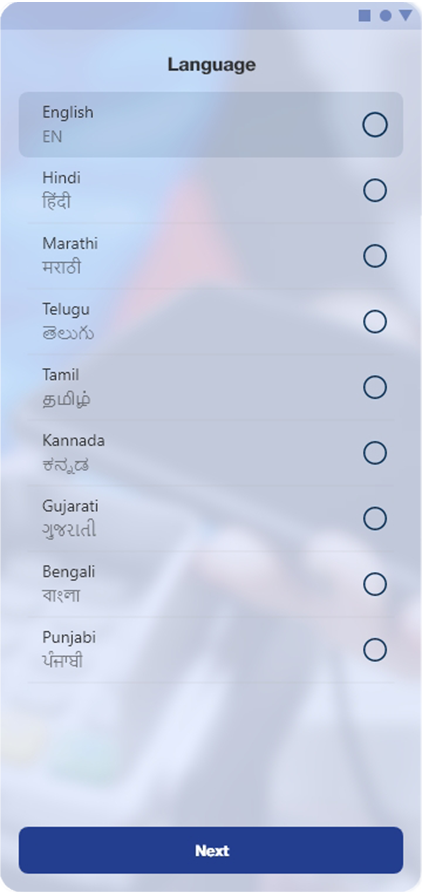 Language
English
EN
Hindi
हिंदी
Marathi
मराठी
Telugu
తెలుగు
Tamil
தமிழ்
Kannada
ಕನ್ನಡ
Gujarati
ગુજરાતી
Bengali
বাংলা
Punjabi
ਪੰਜਾਬੀ
Next